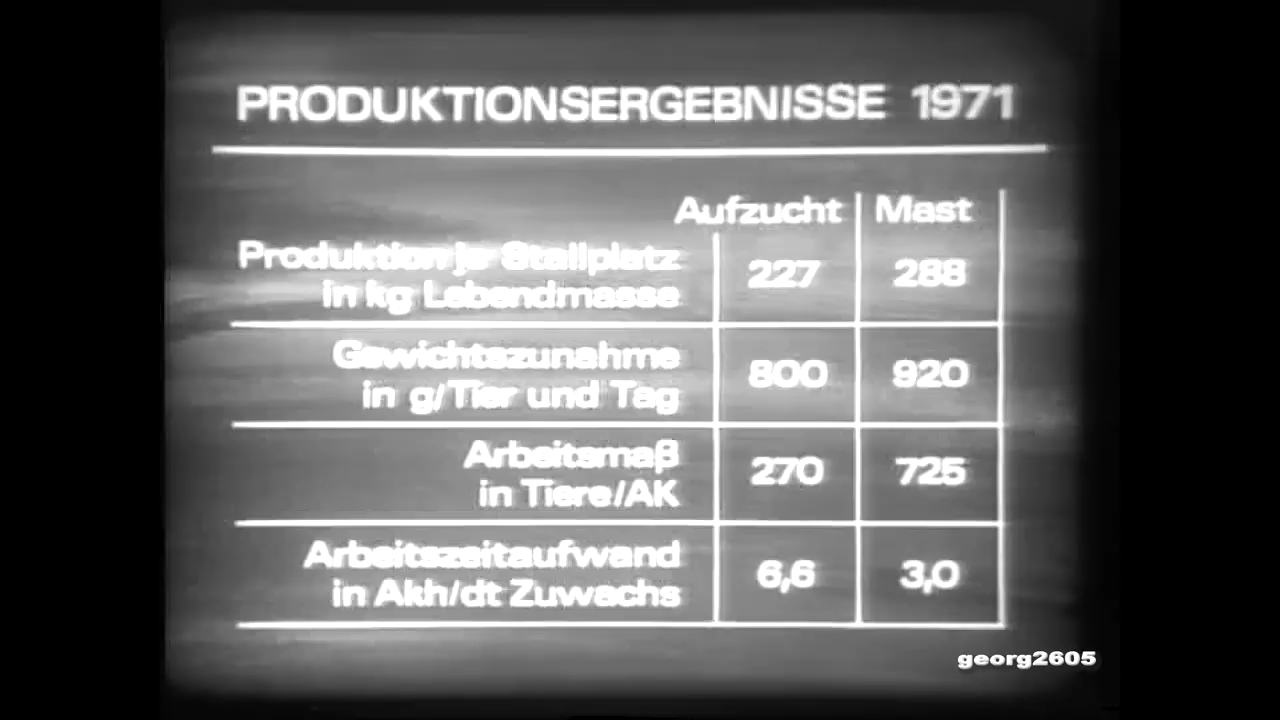 PRODUKTIONSERGEBNISSE 1971
Aufzucht Mast
Produktion je Stallplatz
in kg Lebendmasse 227 288
Gewichtszunahme
in g/Tier und Tag 800 920
Arbeitsmaß
in Tiere/AK 270 725
Arbeitszeitaufwand
in Akh/dt Zuwachs 6,6 3,0
georg2605